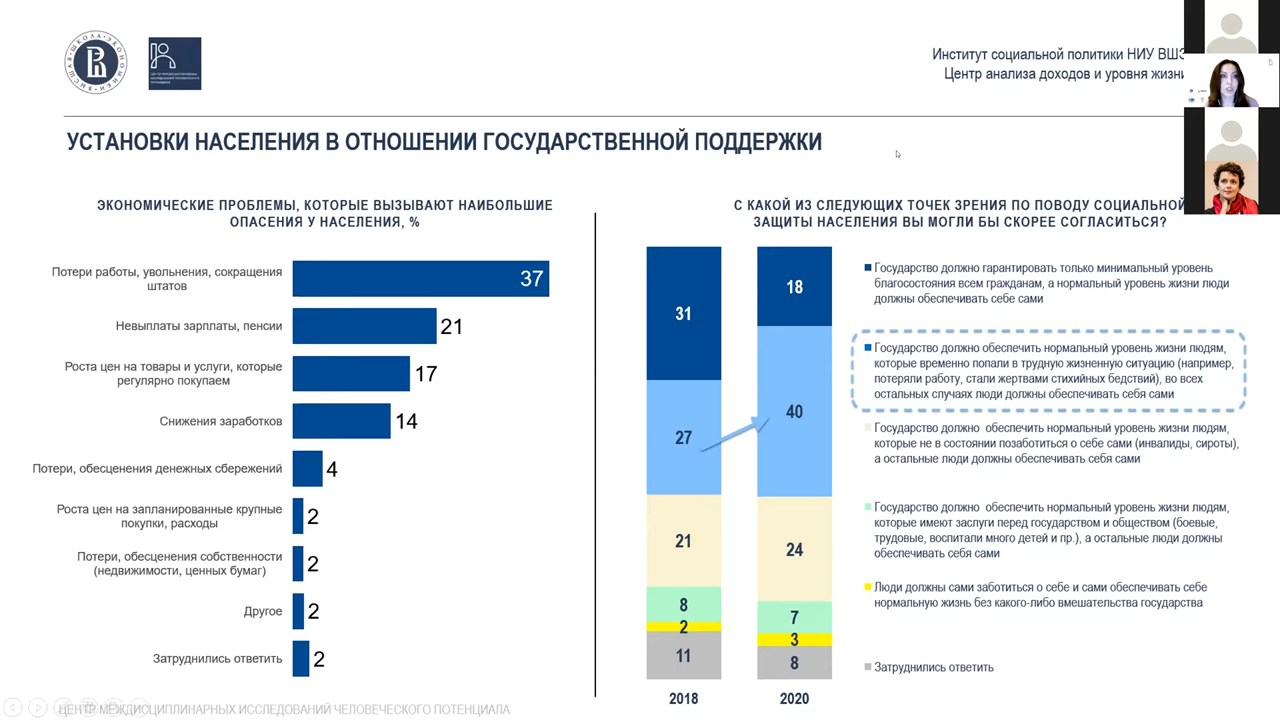 ВЫСШАЯ ШКОЛА ЭКОНОМИКИ
Институт социальной политики НИУ ВШЭ
Центр анализа доходов и уровня жизни
УСТАНОВКИ НАСЕЛЕНИЯ В ОТНОШЕНИИ ГОСУДАРСТВЕННОЙ ПОДДЕРЖКИ
ЭКОНОМИЧЕСКИЕ ПРОБЛЕМЫ, КОТОРЫЕ ВЫЗЫВАЮТ НАИБОЛЬШИЕ
ОПАСЕНИЯ У НАСЕЛЕНИЯ, %
Потери работы, увольнения, сокращения
штатов
37
Невыплаты зарплаты, пенсии
21
Роста цен на товары и услуги, которые
регулярно покупаем
17
Снижения заработков
14
Потери, обесценения денежных сбережений
4
Роста цен на запланированные крупные
покупки, расходы
2
Потери, обесценения собственности
(недвижимости, ценных бумаг)
2
Другое
2
Затруднились ответить
2
С КАКОЙ ИЗ СЛЕДУЮЩИХ ТОЧЕК ЗРЕНИЯ ПО ПОВОДУ СОЦИАЛЬНОЙ
ЗАЩИТЫ НАСЕЛЕНИЯ ВЫ МОГЛИ БЫ СКОРЕЕ СОГЛАСИТЬСЯ?
31
27
21
8
2
11
2018
18
40
24
7
3
8
2020
Государство должно гарантировать только минимальный уровень
благосостояния всем гражданам, а нормальный уровень жизни люди
должны обеспечивать себе сами
Государство должно обеспечить нормальный уровень жизни людям,
которые временно попали в трудную жизненную ситуацию (например,
потеряли работу, стали жертвами стихийных бедствий), во всех
остальных случаях люди должны обеспечивать себя сами
Государство должно обеспечить нормальный уровень жизни людям,
которые не в состоянии позаботиться о себе сами (инвалиды, сироты),
а остальные люди должны обеспечивать себя сами
Государство должно обеспечить нормальный уровень жизни людям,
которые имеют заслуги перед государством и обществом (боевые,
трудовые, воспитали много детей и пр.), а остальные люди должны
обеспечивать себя сами
Люди должны сами заботиться о себе и сами обеспечивать себе
нормальную жизнь без какого-либо вмешательства государства
Затруднились ответить
ЦЕНТР МЕЖДИСЦИПЛИНАРНЫХ ИССЛЕДОВАНИЙ ЧЕЛОВЕЧЕСКОГО ПОТЕНЦИАЛА